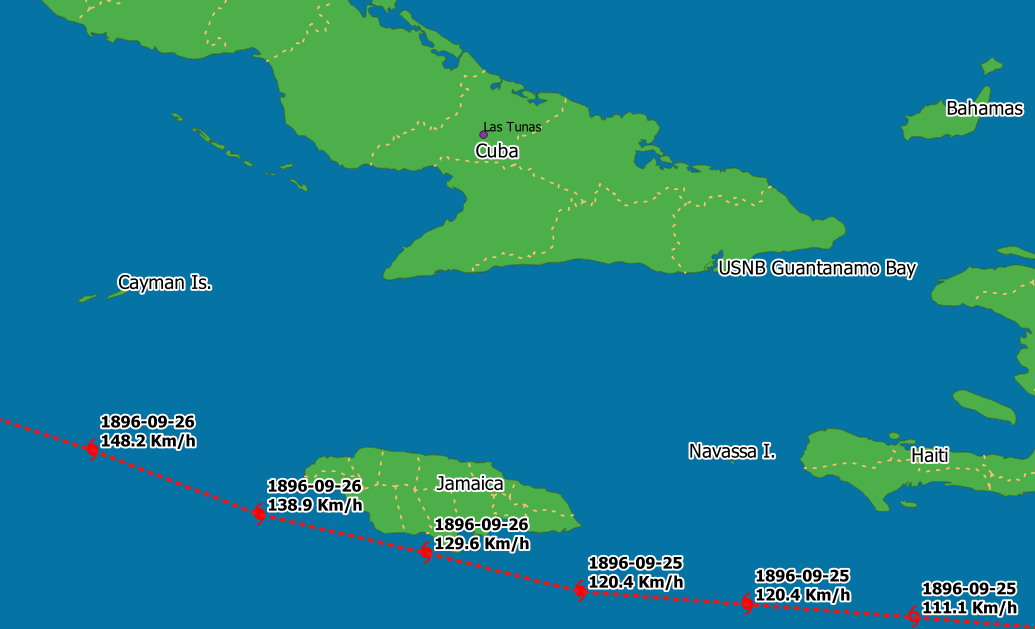 Bahamas
Las Tunas
Cuba
USNB Guantanamo Bay
Cayman Is.
1896-09-26
148.2 Km/h
Navassa I.
Haiti
Jamaica
1896-09-26
138.9 Km/h
1896-09-26
129.6 Km/h
1896-09-25
120.4 Km/h
1896-09-25
120.4 Km/h
1896-09-25
111.1 Km/h